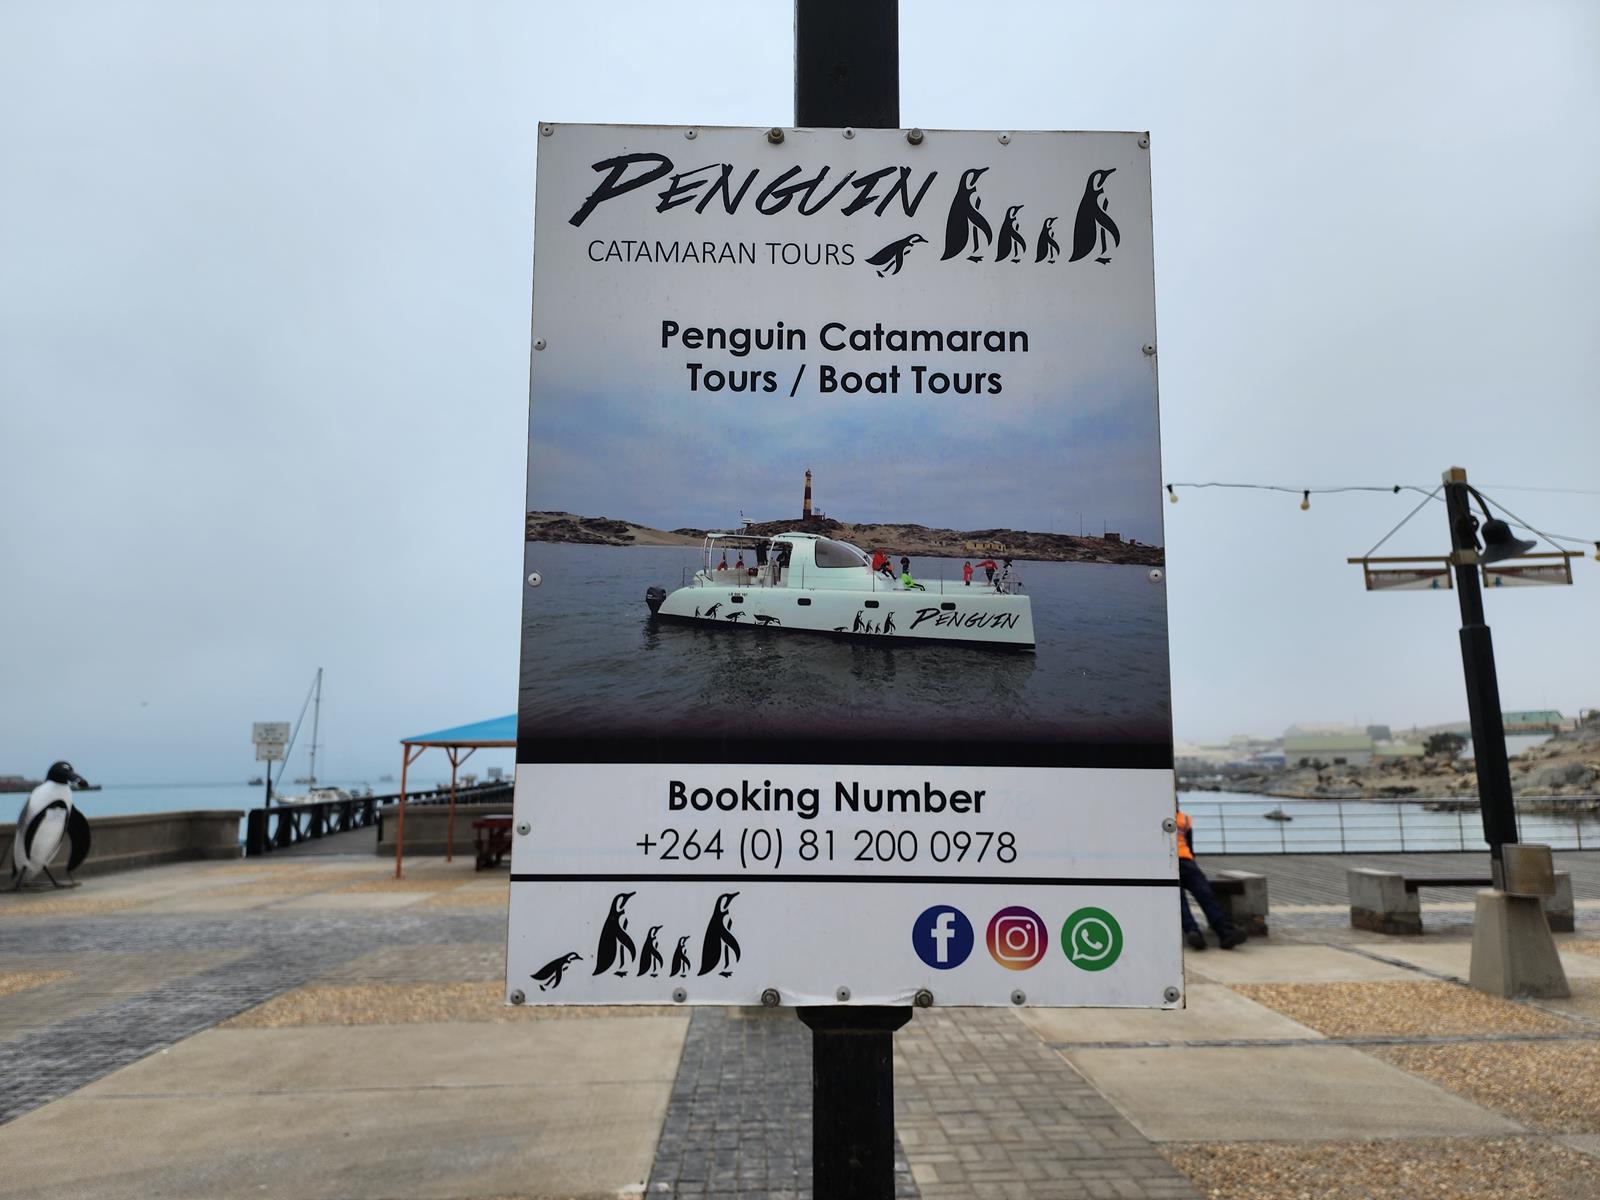 PENGUIN
CATAMARAN TOURS
Penguin Catamaran
Tours / Boat Tours
PENGUIN
Booking Number
+264 (0) 81 200 0978